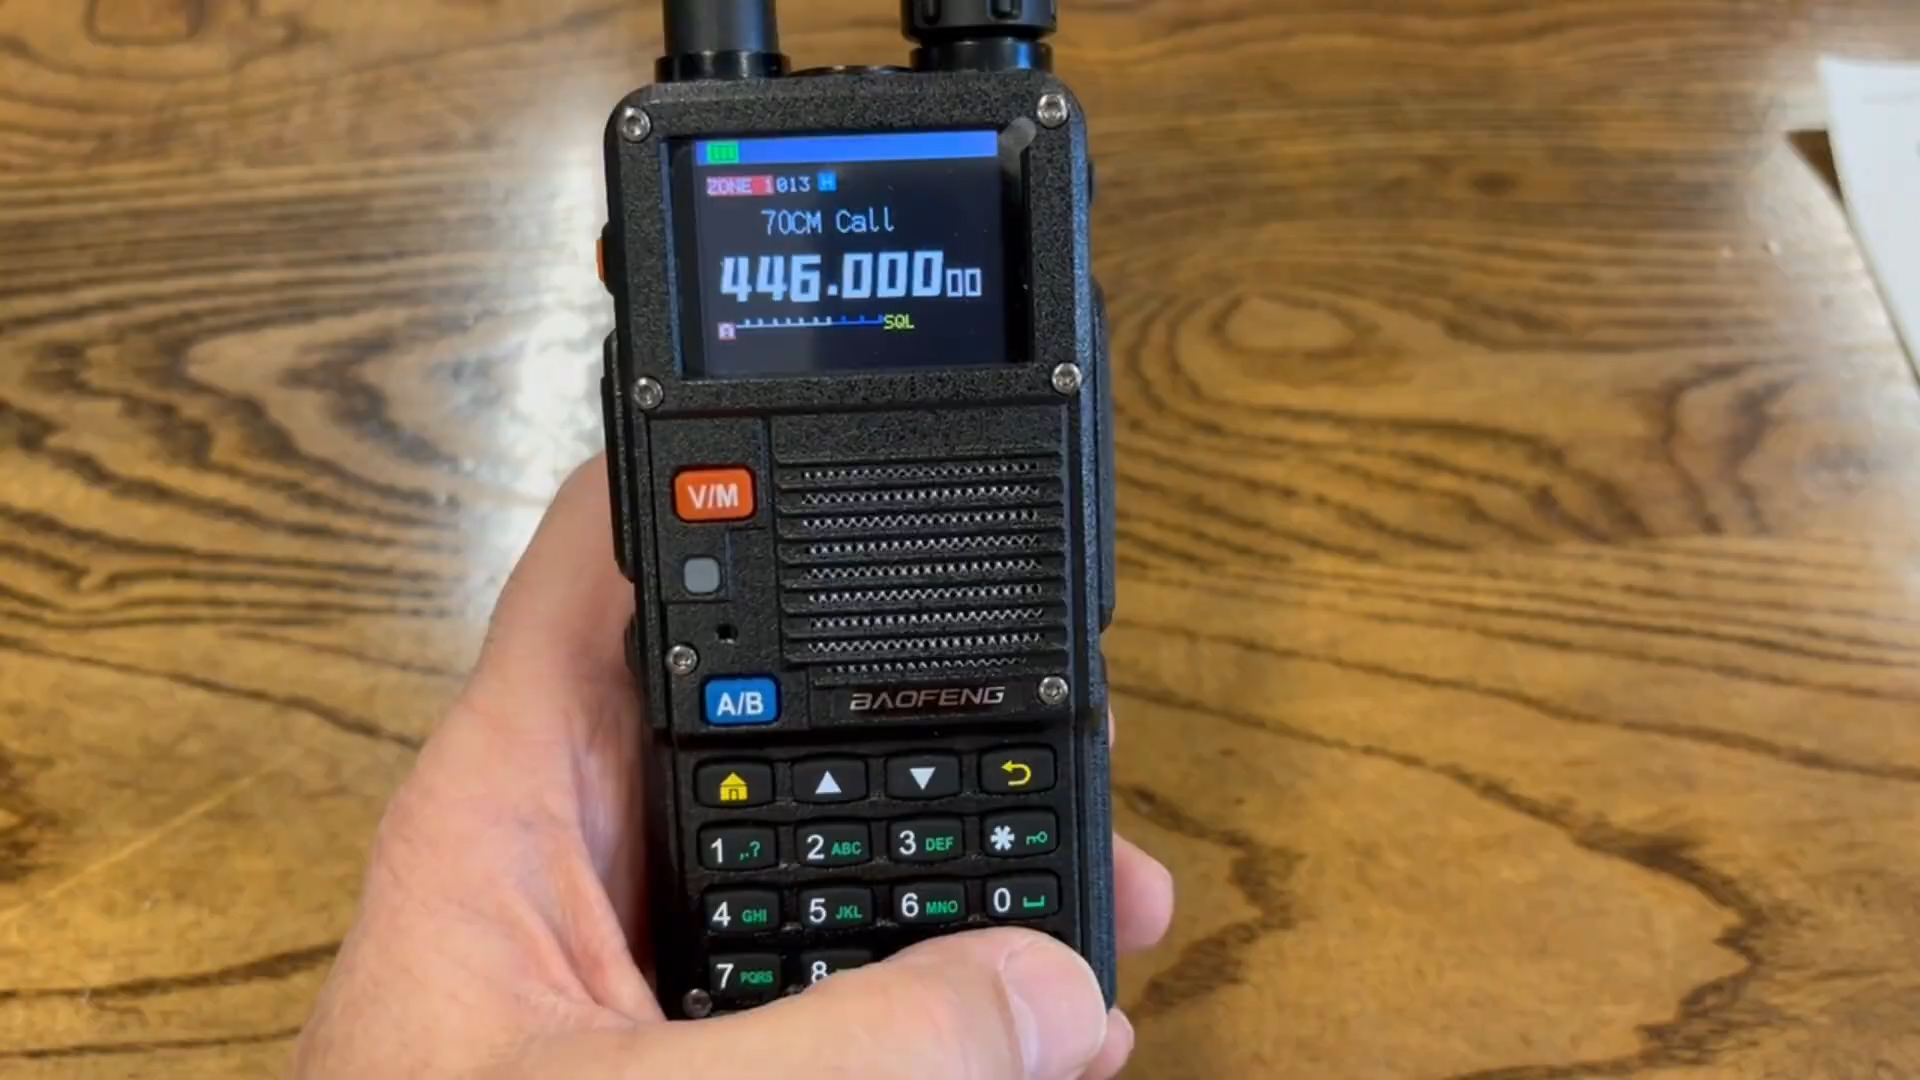 ZONE 1 013 H
70CM Call
446.00000
A SQL
V/M
A/B
BAOFENG
1 ,.? 2 ABC 3 DEF *
4 GHI 5 JKL 6 MNO 0
7 PQRS 8